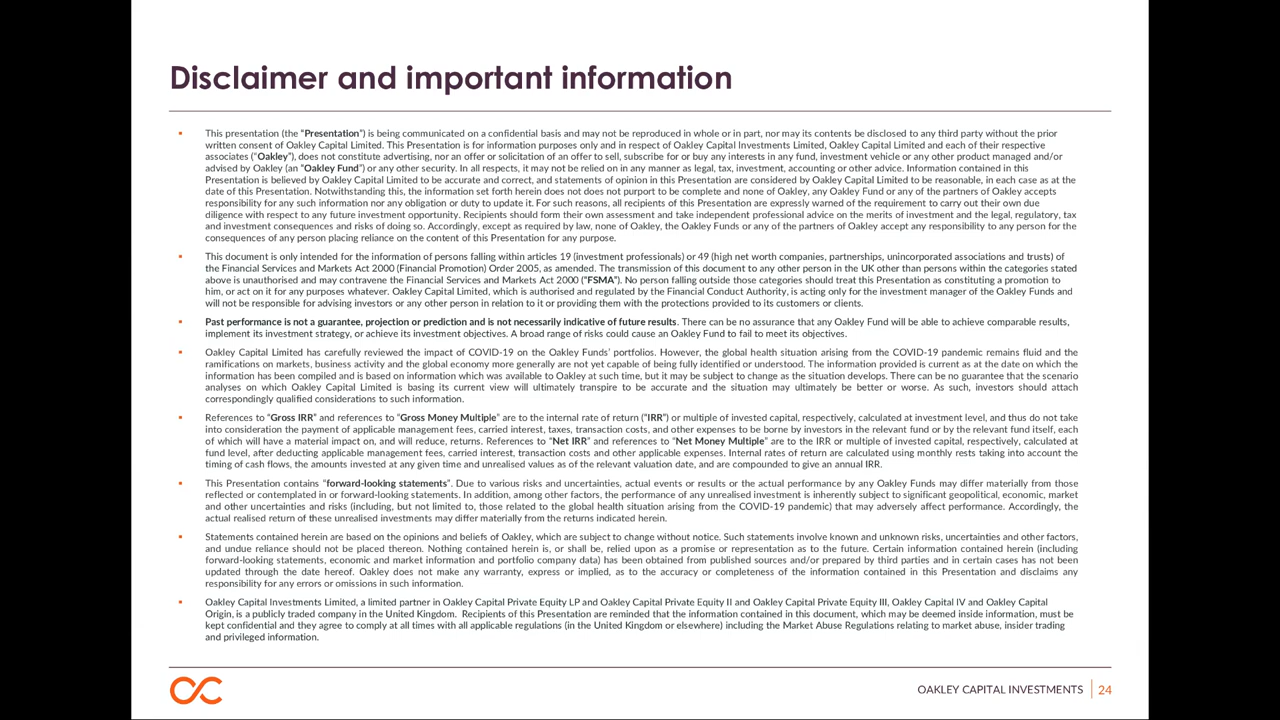 Disclaimer and important information
▪ This presentation (the “Presentation”) is being communicated on a confidential basis and may not be reproduced in whole or in part, nor may its contents be disclosed to any third party without the prior
written consent of Oakley Capital Limited. This Presentation is for information purposes only and in respect of Oakley Capital Investments Limited, Oakley Capital Limited and each of their respective
associates (“Oakley”), does not constitute advertising, nor an offer or solicitation of an offer to sell, subscribe for or buy any interests in any fund, investment vehicle or any other product managed and/or
advised by Oakley (an “Oakley Fund”) or any other security. In all respects, it may not be relied on in any manner as legal, tax, investment, accounting or other advice. Information contained in this
Presentation is believed by Oakley Capital Limited to be accurate and correct, and statements of opinion in this Presentation are considered by Oakley Capital Limited to be reasonable, in each case as at the
date of this Presentation. Notwithstanding this, the information set forth herein does not does not purport to be complete and none of Oakley, any Oakley Fund or any of the partners of Oakley accepts
responsibility for any such information nor any obligation or duty to update it. For such reasons, all recipients of this Presentation are expressly warned of the requirement to carry out their own due
diligence with respect to any future investment opportunity. Recipients should form their own assessment and take independent professional advice on the merits of investment and the legal, regulatory, tax
and investment consequences and risks of doing so. Accordingly, except as required by law, none of Oakley, the Oakley Funds or any of the partners of Oakley accept any responsibility to any person for the
consequences of any person placing reliance on the content of this Presentation for any purpose.
▪ This document is only intended for the information of persons falling within articles 19 (investment professionals) or 49 (high net worth companies, partnerships, unincorporated associations and trusts) of
the Financial Services and Markets Act 2000 (Financial Promotion) Order 2005, as amended. The transmission of this document to any other person in the UK other than persons within the categories stated
above is unauthorised and may contravene the Financial Services and Markets Act 2000 (“FSMA”). No person falling outside those categories should treat this Presentation as constituting a promotion to
him, or act on it for any purposes whatever. Oakley Capital Limited, which is authorised and regulated by the Financial Conduct Authority, is acting only for the investment manager of the Oakley Funds and
will not be responsible for advising investors or any other person in relation to it or providing them with the protections provided to its customers or clients.
▪ Past performance is not a guarantee, projection or prediction and is not necessarily indicative of future results. There can be no assurance that any Oakley Fund will be able to achieve comparable results,
implement its investment strategy, or achieve its investment objectives. A broad range of risks could cause an Oakley Fund to fail to meet its objectives.
▪ Oakley Capital Limited has carefully reviewed the impact of COVID-19 on the Oakley Funds’ portfolios. However, the global health situation arising from the COVID-19 pandemic remains fluid and the
ramifications on markets, business activity and the global economy more generally are not yet capable of being fully identified or understood. The information provided is current as at the date on which the
information has been compiled and is based on information which was available to Oakley at such time, but it may be subject to change as the situation develops. There can be no guarantee that the scenario
analyses on which Oakley Capital Limited is basing its current view will ultimately transpire to be accurate and the situation may ultimately be better or worse. As such, investors should attach
correspondingly qualified considerations to such information.
▪ References to “Gross IRR” and references to “Gross Money Multiple” are to the internal rate of return (“IRR”) or multiple of invested capital, respectively, calculated at investment level, and thus do not take
into consideration the payment of applicable management fees, carried interest, taxes, transaction costs, and other expenses to be borne by investors in the relevant fund or by the relevant fund itself, each
of which will have a material impact on, and will reduce, returns. References to “Net IRR” and references to “Net Money Multiple” are to the IRR or multiple of invested capital, respectively, calculated at
fund level, after deducting applicable management fees, carried interest, transaction costs and other applicable expenses. Internal rates of return are calculated using monthly rests taking into account the
timing of cash flows, the amounts invested at any given time and unrealised values as of the relevant valuation date, and are compounded to give an annual IRR.
▪ This Presentation contains “forward-looking statements”. Due to various risks and uncertainties, actual events or results or the actual performance by any Oakley Funds may differ materially from those
reflected or contemplated in or forward-looking statements. In addition, among other factors, the performance of any unrealised investment is inherently subject to significant geopolitical, economic, market
and other uncertainties and risks (including, but not limited to, those related to the global health situation arising from the COVID-19 pandemic) that may adversely affect performance. Accordingly, the
actual realised return of these unrealised investments may differ materially from the returns indicated herein.
▪ Statements contained herein are based on the opinions and beliefs of Oakley, which are subject to change without notice. Such statements involve known and unknown risks, uncertainties and other factors,
and undue reliance should not be placed thereon. Nothing contained herein is, or shall be, relied upon as a promise or representation as to the future. Certain information contained herein (including
forward-looking statements, economic and market information and portfolio company data) has been obtained from published sources and/or prepared by third parties and in certain cases has not been
updated through the date hereof. Oakley does not make any warranty, express or implied, as to the accuracy or completeness of the information contained in this Presentation and disclaims any
responsibility for any errors or omissions in such information.
▪ Oakley Capital Investments Limited, a limited partner in Oakley Capital Private Equity LP and Oakley Capital Private Equity II and Oakley Capital Private Equity III, Oakley Capital IV and Oakley Capital
Origin, is a publicly traded company in the United Kingdom. Recipients of this Presentation are reminded that the information contained in this document, which may be deemed inside information, must be
kept confidential and they agree to comply at all times with all applicable regulations (in the United Kingdom or elsewhere) including the Market Abuse Regulations relating to market abuse, insider trading
and privileged information.
OAKLEY CAPITAL INVESTMENTS 24